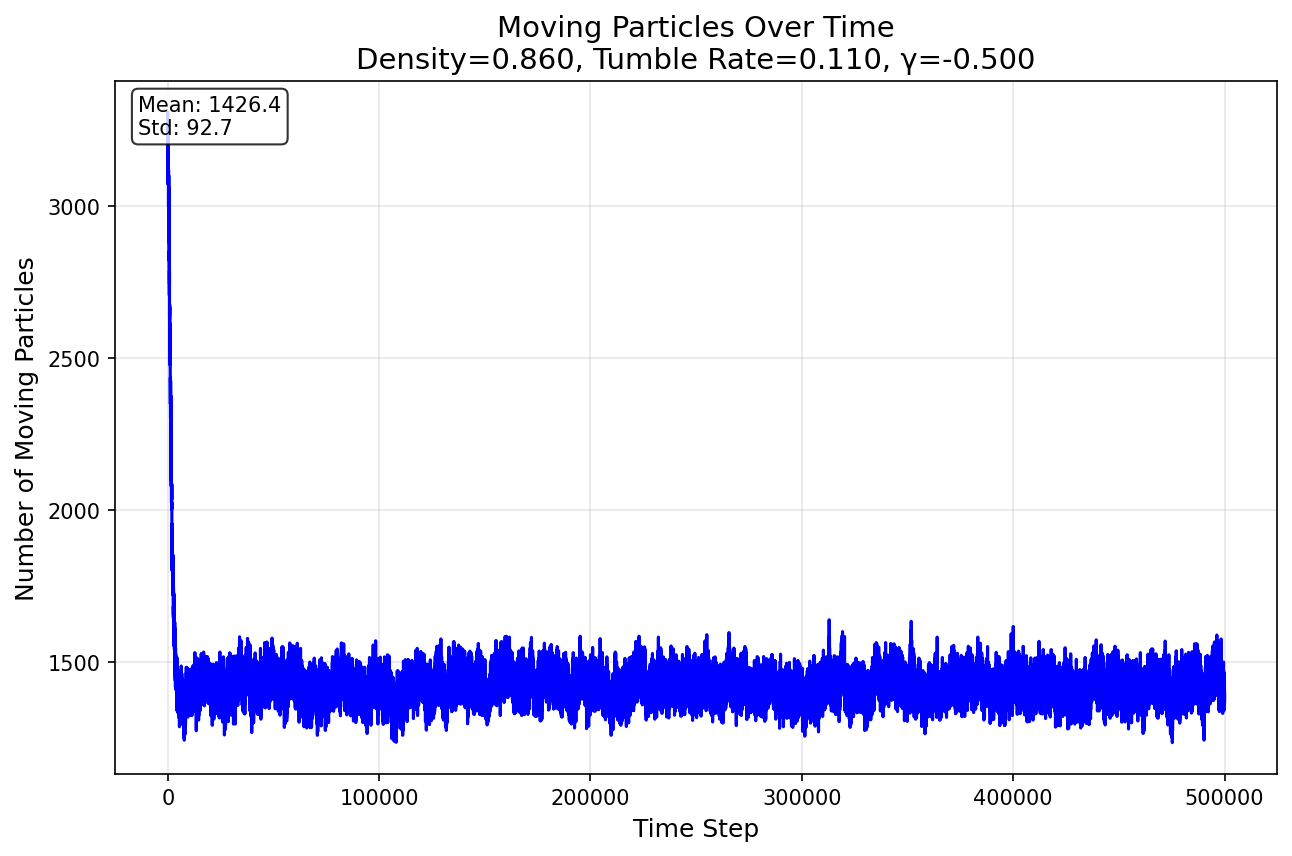 Moving Particles Over Time
Density=0.860, Tumble Rate=0.110, γ=-0.500
Mean: 1426.4
Std: 92.7
Number of Moving Particles
3000
2500
2000
1500
0
100000
200000
300000
400000
500000
Time Step